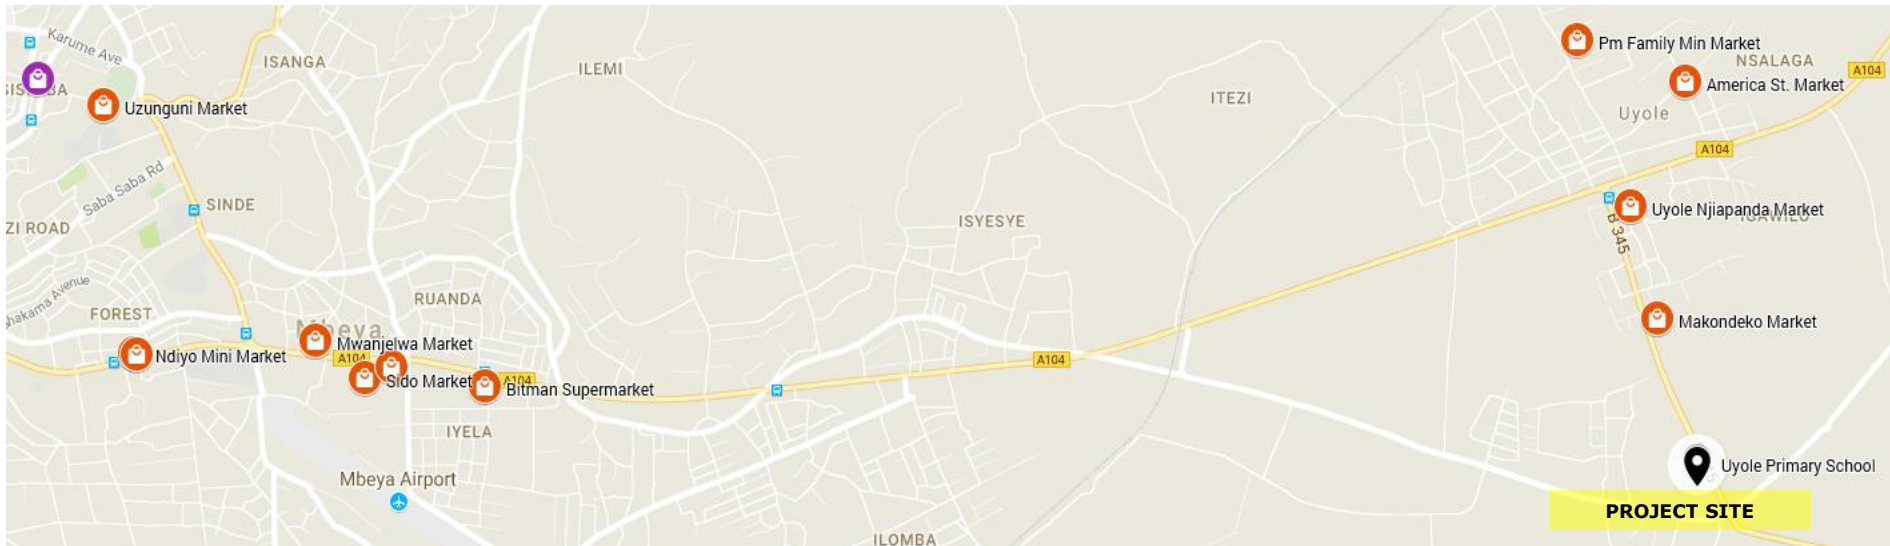 Karume Ave
ISANGA
ILEMI
ITEZI
Pm Family Min Market
NSALAGA
A104
America St. Market
Uyole
A104
Uzunguni Market
Saba Saba Rd
SINDE
ZI ROAD
ISYESYE
Uyole Njiapanda Market
B 345
FOREST
RUANDA
Mbeya
Mwanjelwa Market
Makondeko Market
Ndiyo Mini Market
A104
A104
Sido Market
A104
Bitman Supermarket
IYELA
Mbeya Airport
Uyole Primary School
PROJECT SITE
ILOMBA